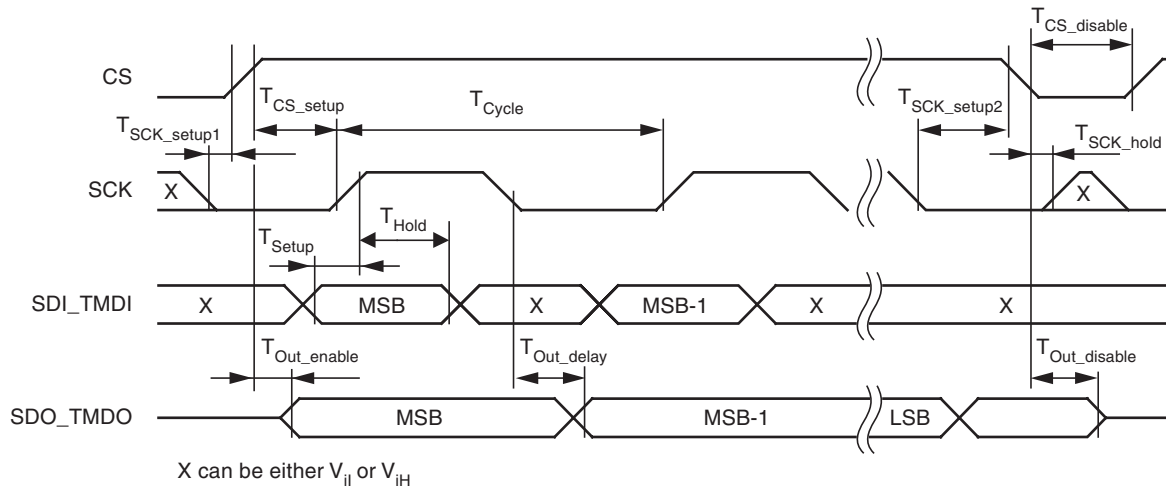 T_CS_disable
CS
T_CS_setup T_Cycle T_SCK_setup2
T_SCK_setup1 T_SCK_hold
SCK X X
T_Hold
T_Setup
SDI_TMDI X MSB X MSB-1 X X
T_Out_enable T_Out_delay T_Out_disable
SDO_TMDO MSB MSB-1 LSB
X can be either V_il or V_iH